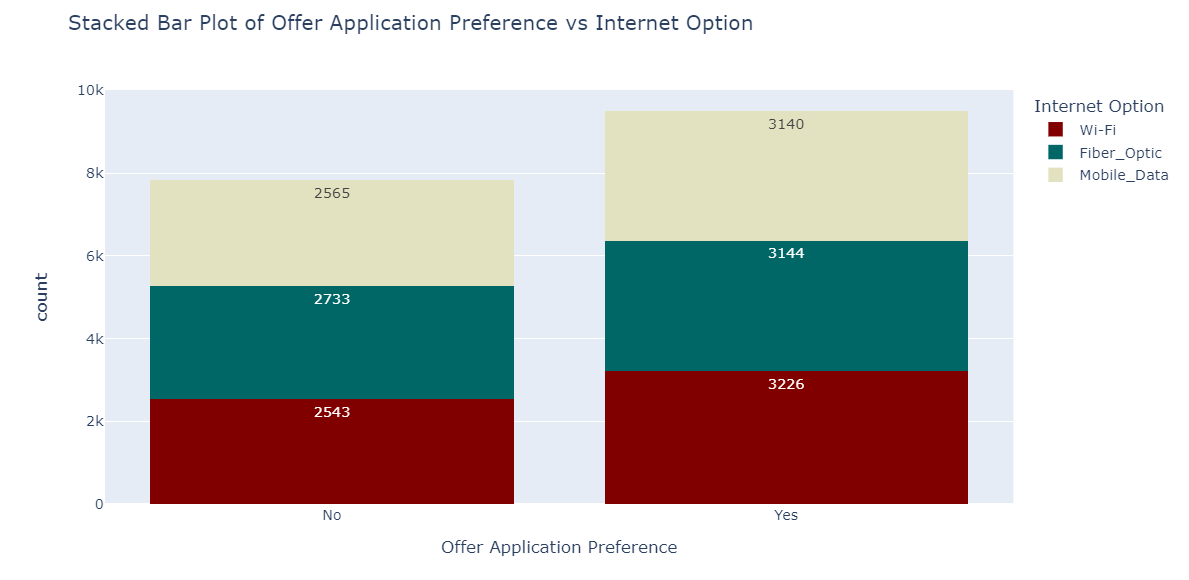 Stacked Bar Plot of Offer Application Preference vs Internet Option
10k
8k
6k
4k
2k
0
count
2565
2733
2543
3140
3144
3226
No
Yes
Offer Application Preference
Internet Option
Wi-Fi
Fiber_Optic
Mobile_Data